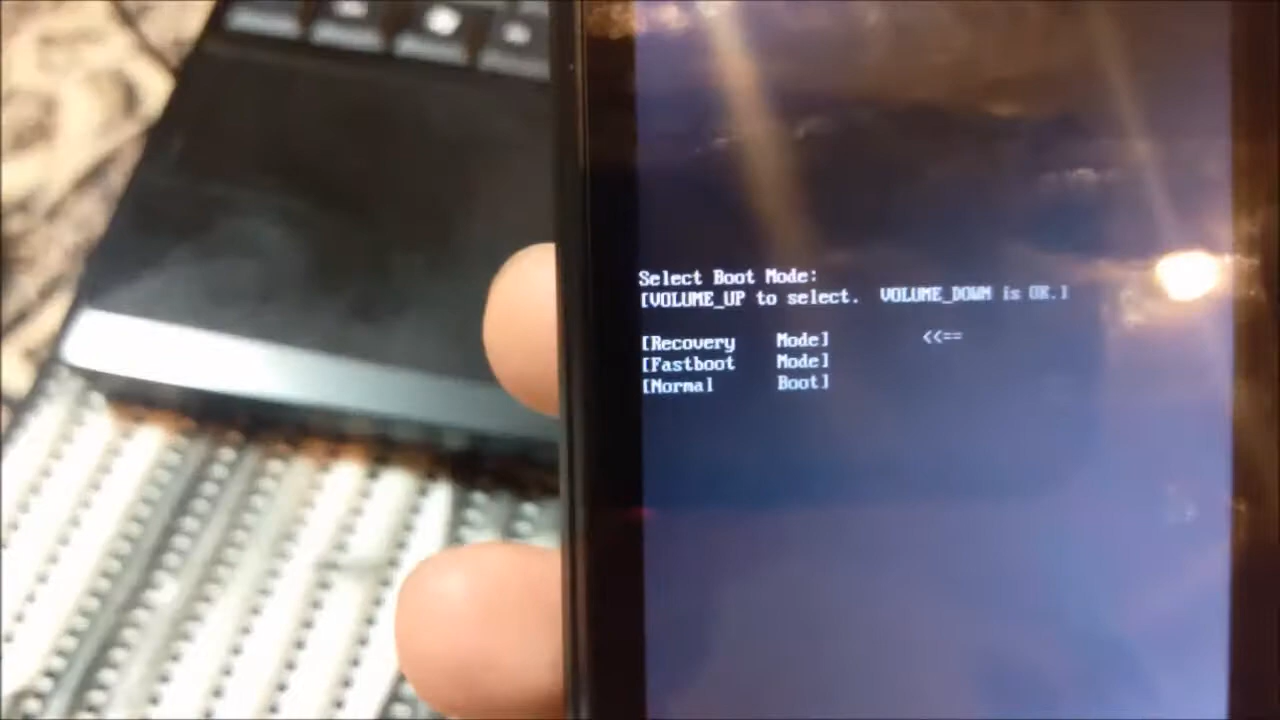 Select Boot Mode:
[VOLUME_UP to select. VOLUME_DOWN is OK.]
[Recovery Mode] <<==
[Fastboot Mode]
[Normal Boot]